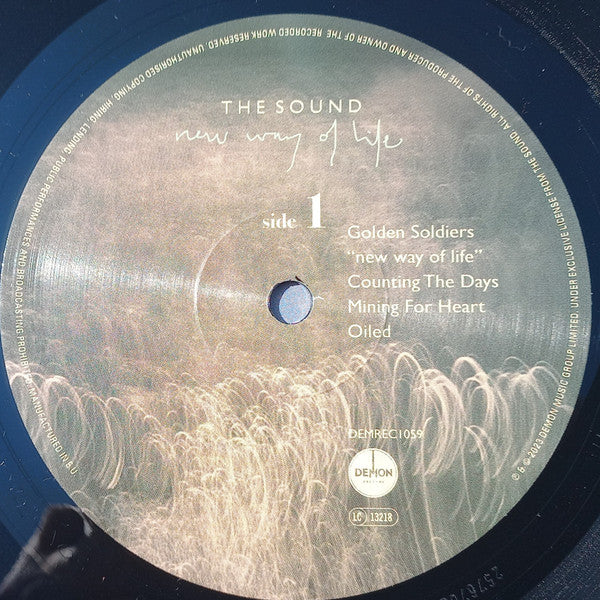 THE SOUND
new way of life
side 1
Golden Soldiers
"new way of life"
Counting The Days
Mining For Heart
Oiled
DEMREC1059
DEMON
LC 13218
℗ & © 2023 DEMON MUSIC GROUP LIMITED. UNDER EXCLUSIVE LICENSE FROM THE SOUND. ALL RIGHTS OF THE PRODUCER AND OWNER OF THE RECORDED WORK RESERVED. UNAUTHORISED COPYING, HIRING, LENDING, PUBLIC PERFORMANCES AND BROADCASTING PROHIBITED. MANUFACTURED IN E.U.